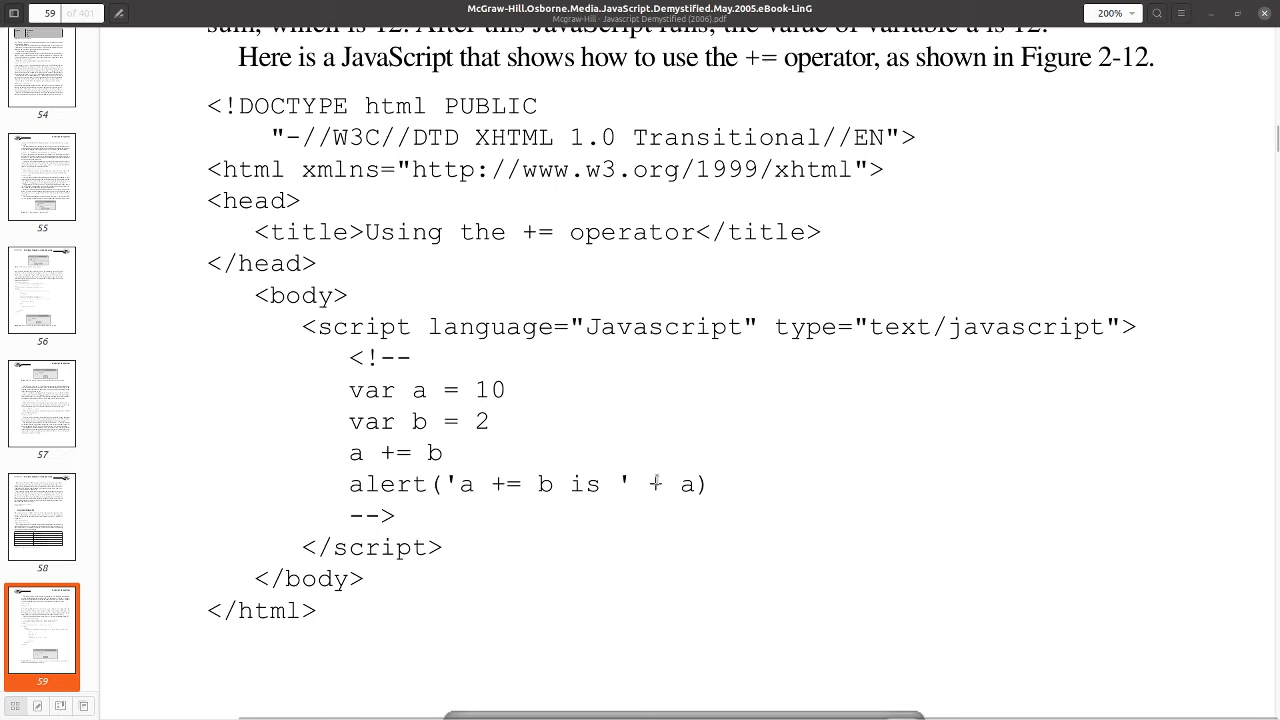 59 of 401
McGraw-Hill.Osborne.Media.JavaScript.Demystified.May.2005.eBook-LinG
Mcgraw-Hill - Javascript Demystified (2006).pdf
200%
54
55
56
57
58
59
Here is a JavaScript that shows how to use the += operator, as shown in Figure 2-12.
<!DOCTYPE html PUBLIC
"-//W3C//DTD XHTML 1.0 Transitional//EN">
<html xmlns="http://www.w3.org/1999/xhtml">
<head>
<title>Using the += operator</title>
</head>
<body>
<script language="Javascript" type="text/javascript">
<!--
var a = 10
var b = 2
a += b
alert('a += b is ' + a)
-->
</script>
</body>
</html>